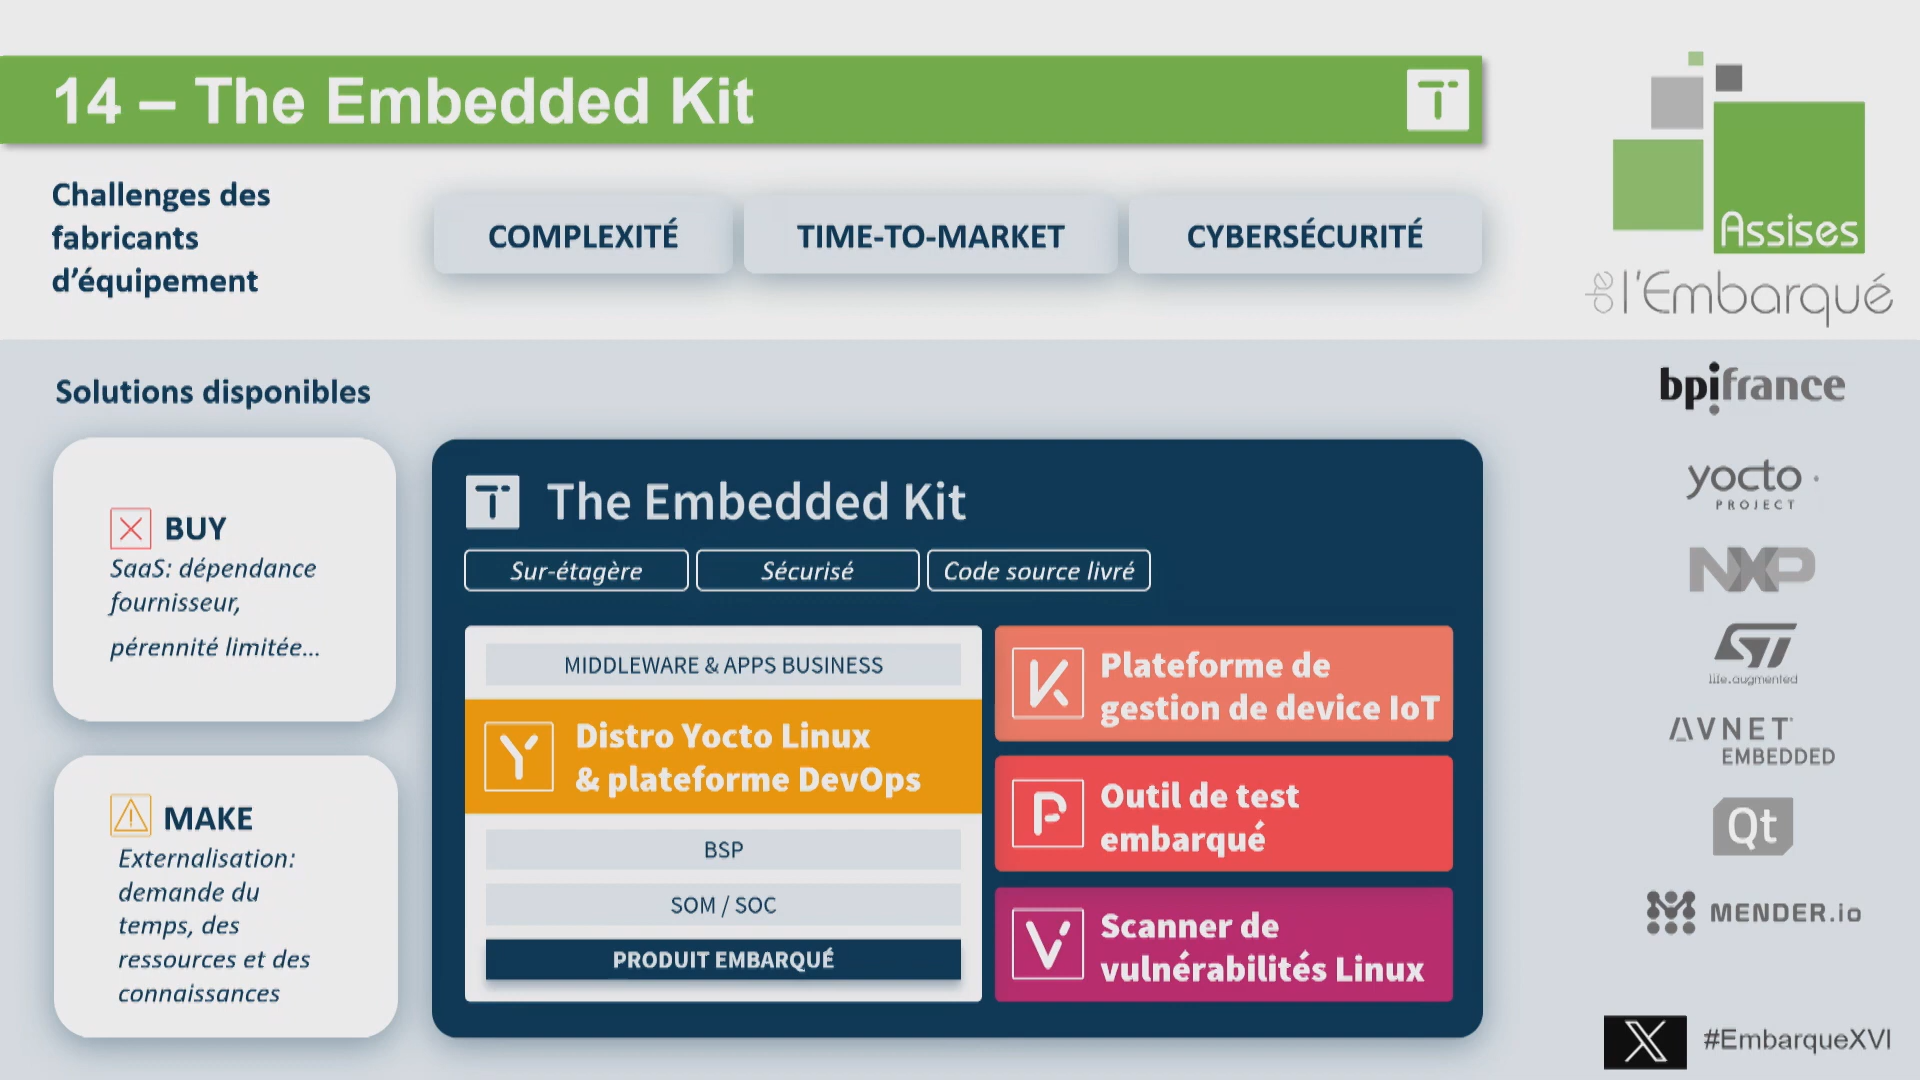 14 – The Embedded Kit
T
Assises
de l'Embarqué
Challenges des
fabricants
d'équipement
COMPLEXITÉ
TIME-TO-MARKET
CYBERSÉCURITÉ
Solutions disponibles
BUY
SaaS: dépendance
fournisseur,
pérennité limitée...
MAKE
Externalisation:
demande du
temps, des
ressources et des
connaissances
T The Embedded Kit
Sur-étagère
Sécurisé
Code source livré
MIDDLEWARE & APPS BUSINESS
Y
Distro Yocto Linux
& plateforme DevOps
BSP
SOM / SOC
PRODUIT EMBARQUÉ
K
Plateforme de
gestion de device IoT
P
Outil de test
embarqué
V
Scanner de
vulnérabilités Linux
bpifrance
yocto
PROJECT
NXP
ST
life.augmented
AVNET
EMBEDDED
Qt
MENDER.io
X #EmbarqueXVI